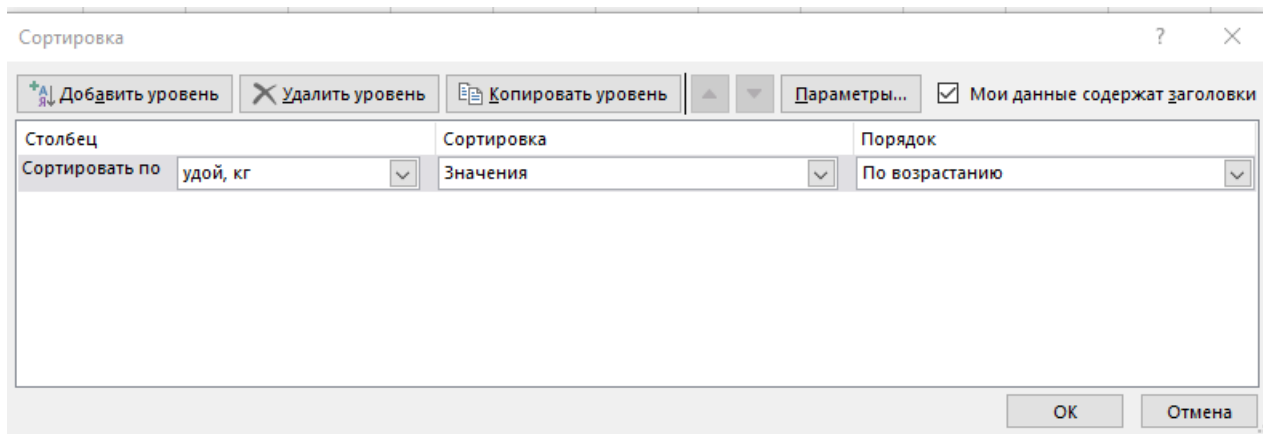 Сортировка ? ×
Добавить уровень Удалить уровень Копировать уровень Параметры... Мои данные содержат заголовки
Столбец Сортировка Порядок
Сортировать по удой, кг Значения По возрастанию
ОК Отмена